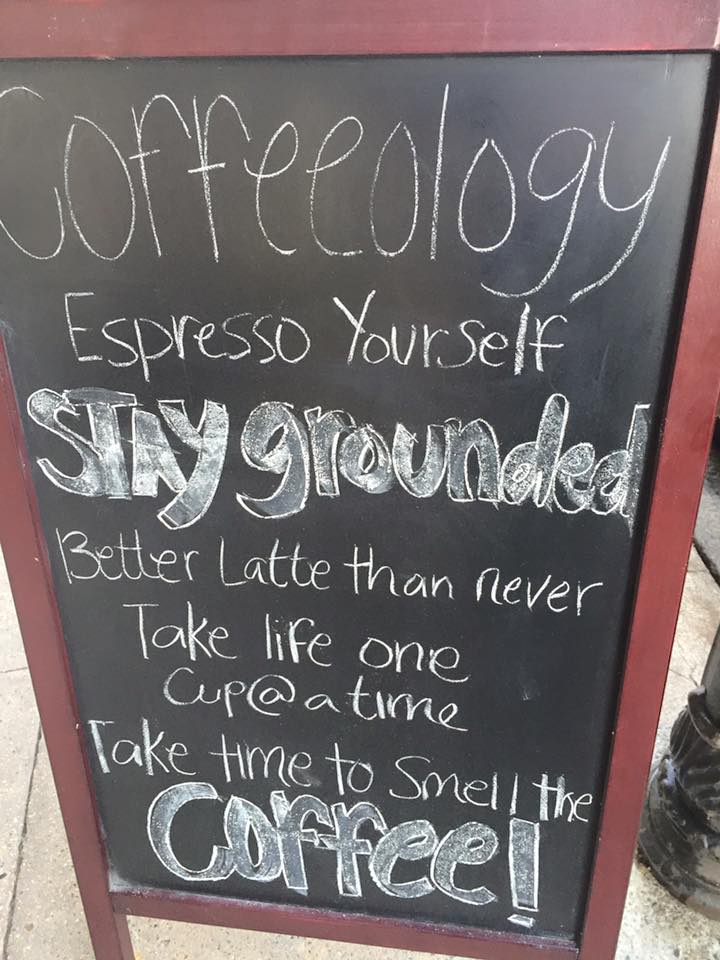 Coffeeology
Espresso Yourself
STAY grounded
Better Latte than never
Take life one
Cup@a time
Take time to Smell the
Coffee!